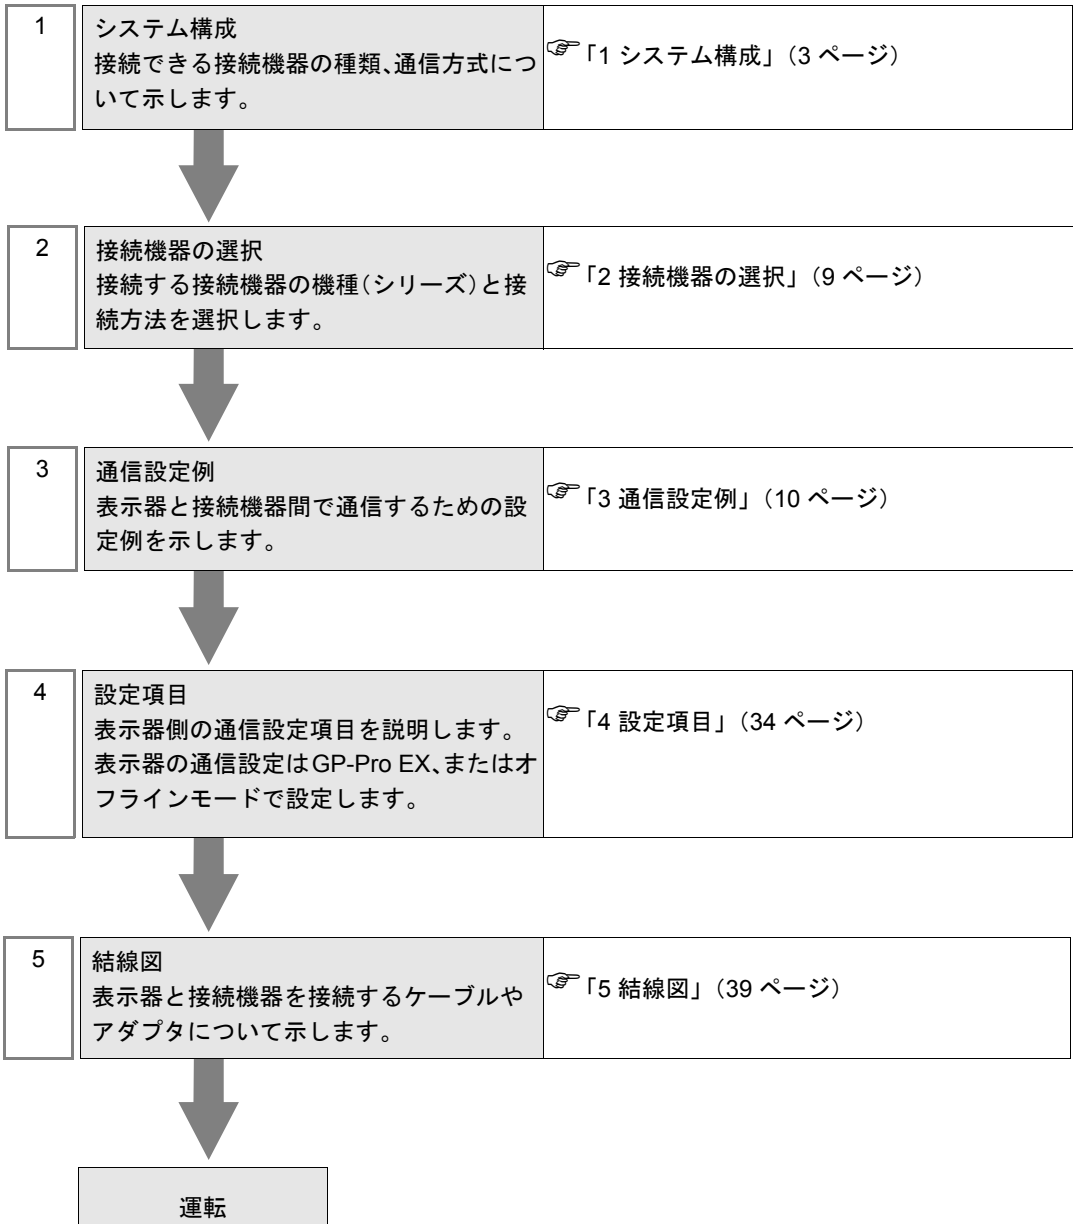 1
システム構成
接続できる接続機器の種類、通信方式につ
いて示します。
☞「1 システム構成」（3 ページ）
2
接続機器の選択
接続する接続機器の機種（シリーズ）と接
続方法を選択します。
☞「2 接続機器の選択」（9 ページ）
3
通信設定例
表示器と接続機器間で通信するための設
定例を示します。
☞「3 通信設定例」（10 ページ）
4
設定項目
表示器側の通信設定項目を説明します。
表示器の通信設定はGP-Pro EX、またはオ
フラインモードで設定します。
☞「4 設定項目」（34 ページ）
5
結線図
表示器と接続機器を接続するケーブルや
アダプタについて示します。
☞「5 結線図」（39 ページ）
運転